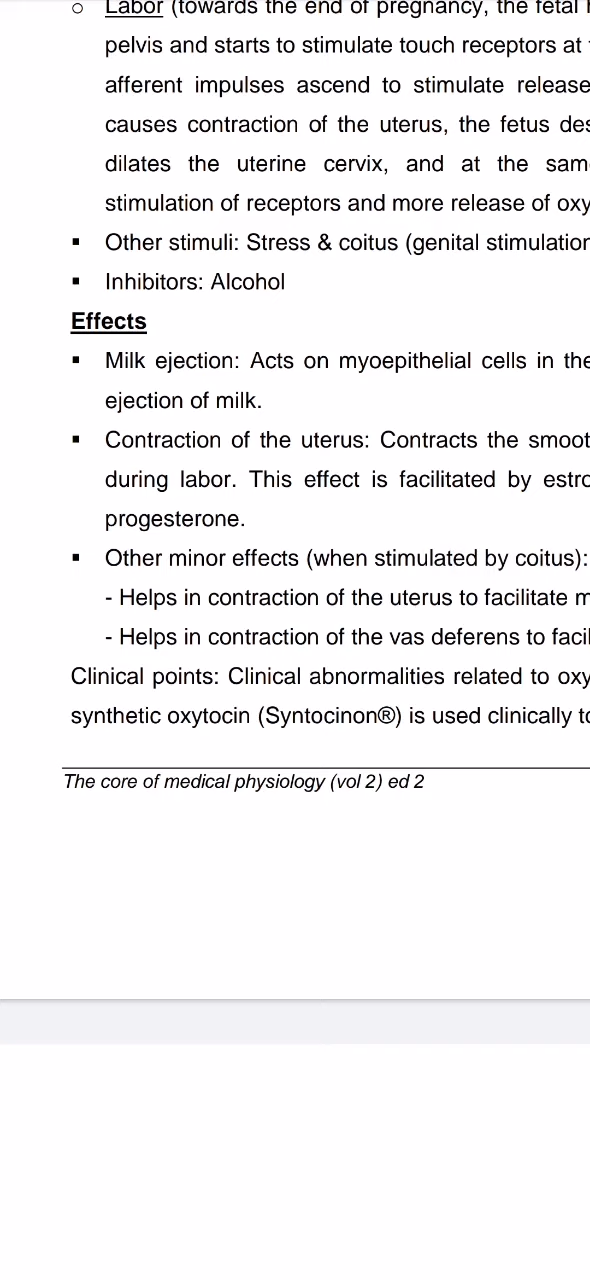 o Labor (towards the end of pregnancy, the fetal
pelvis and starts to stimulate touch receptors at
afferent impulses ascend to stimulate release
causes contraction of the uterus, the fetus des
dilates the uterine cervix, and at the sam
stimulation of receptors and more release of oxy
▪ Other stimuli: Stress & coitus (genital stimulation
▪ Inhibitors: Alcohol
Effects
▪ Milk ejection: Acts on myoepithelial cells in the
ejection of milk.
▪ Contraction of the uterus: Contracts the smoot
during labor. This effect is facilitated by estro
progesterone.
▪ Other minor effects (when stimulated by coitus):
- Helps in contraction of the uterus to facilitate m
- Helps in contraction of the vas deferens to facil
Clinical points: Clinical abnormalities related to oxy
synthetic oxytocin (Syntocinon®) is used clinically to
The core of medical physiology (vol 2) ed 2